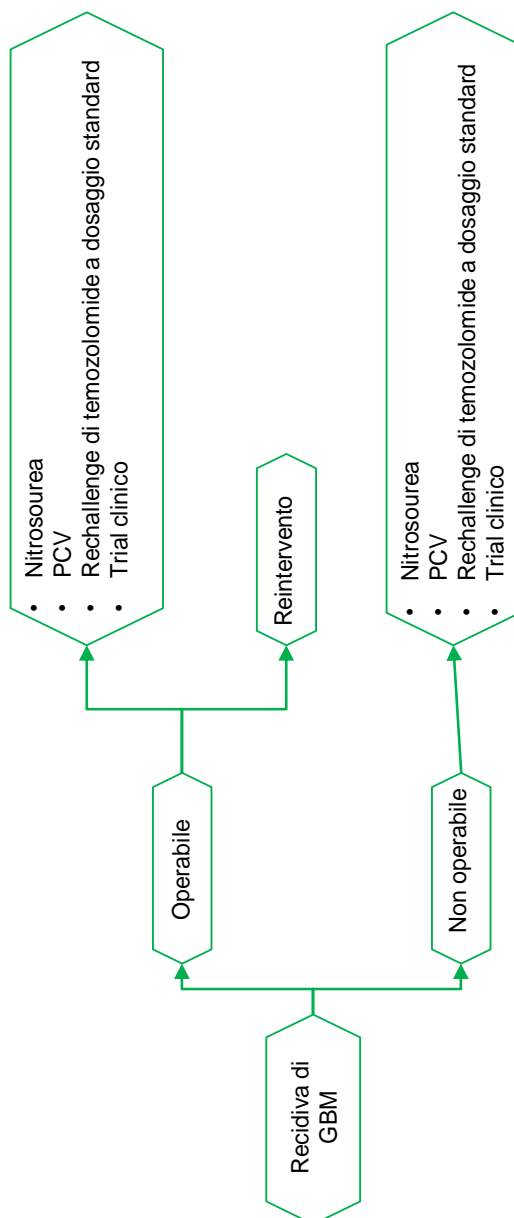 Recidiva di
GBM
Operabile
• Nitrosourea
• PCV
• Rechallenge di temozolomide a dosaggio standard
• Trial clinico
Reintervento
Non operabile
• Nitrosourea
• PCV
• Rechallenge di temozolomide a dosaggio standard
• Trial clinico